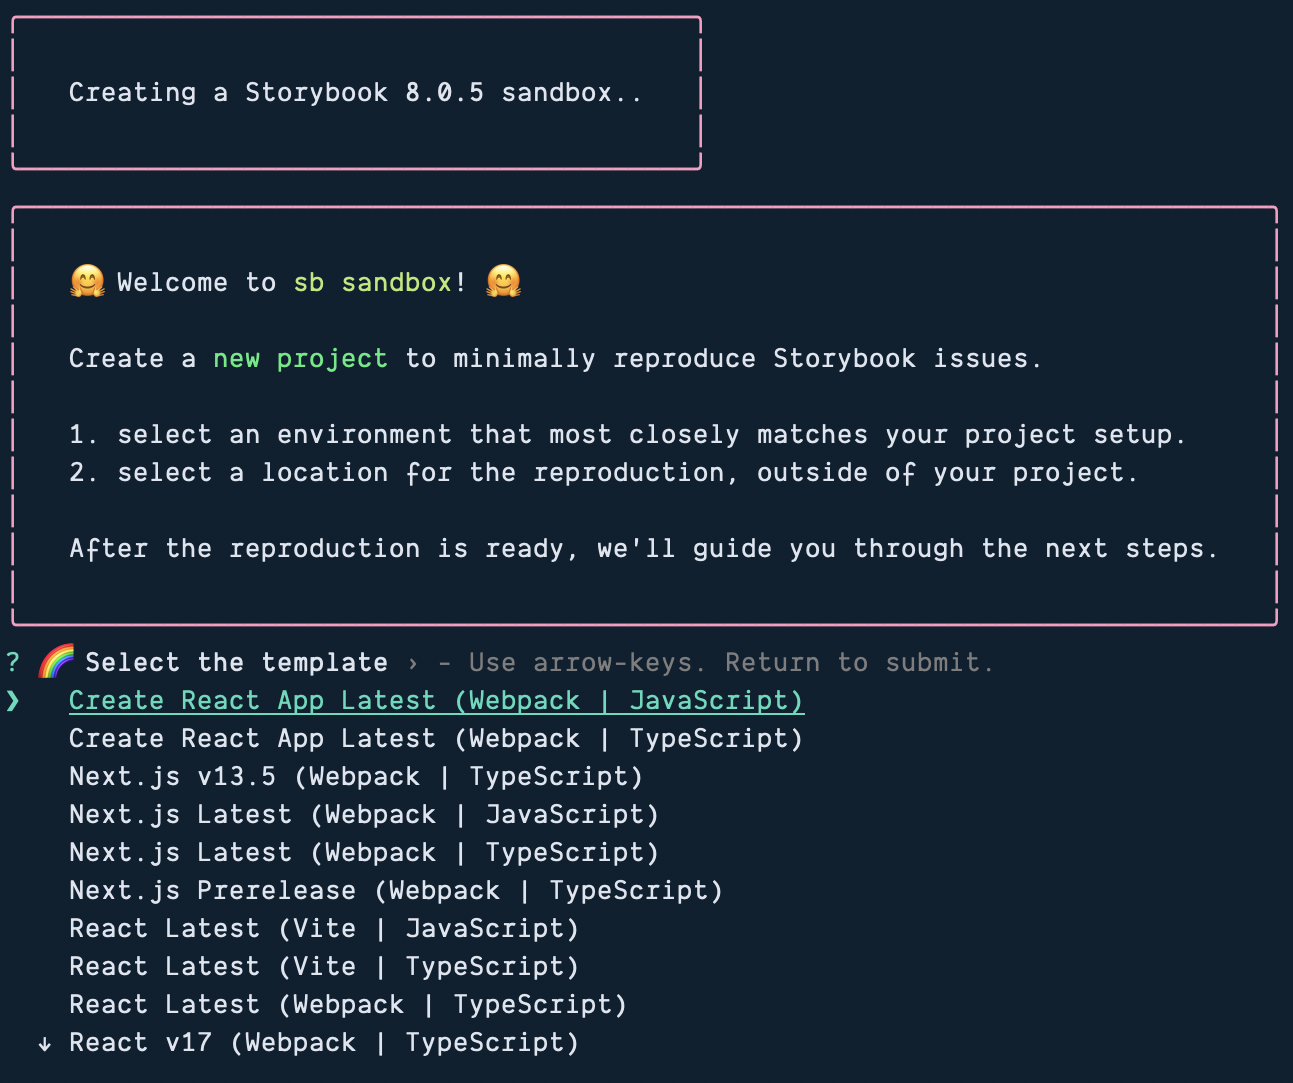 Creating a Storybook 8.0.5 sandbox..
🤗 Welcome to sb sandbox! 🤗
Create a new project to minimally reproduce Storybook issues.
1. select an environment that most closely matches your project setup.
2. select a location for the reproduction, outside of your project.
After the reproduction is ready, we'll guide you through the next steps.
? 🌈 Select the template › - Use arrow-keys. Return to submit.
❯ Create React App Latest (Webpack | JavaScript)
Create React App Latest (Webpack | TypeScript)
Next.js v13.5 (Webpack | TypeScript)
Next.js Latest (Webpack | JavaScript)
Next.js Latest (Webpack | TypeScript)
Next.js Prerelease (Webpack | TypeScript)
React Latest (Vite | JavaScript)
React Latest (Vite | TypeScript)
React Latest (Webpack | TypeScript)
↓ React v17 (Webpack | TypeScript)